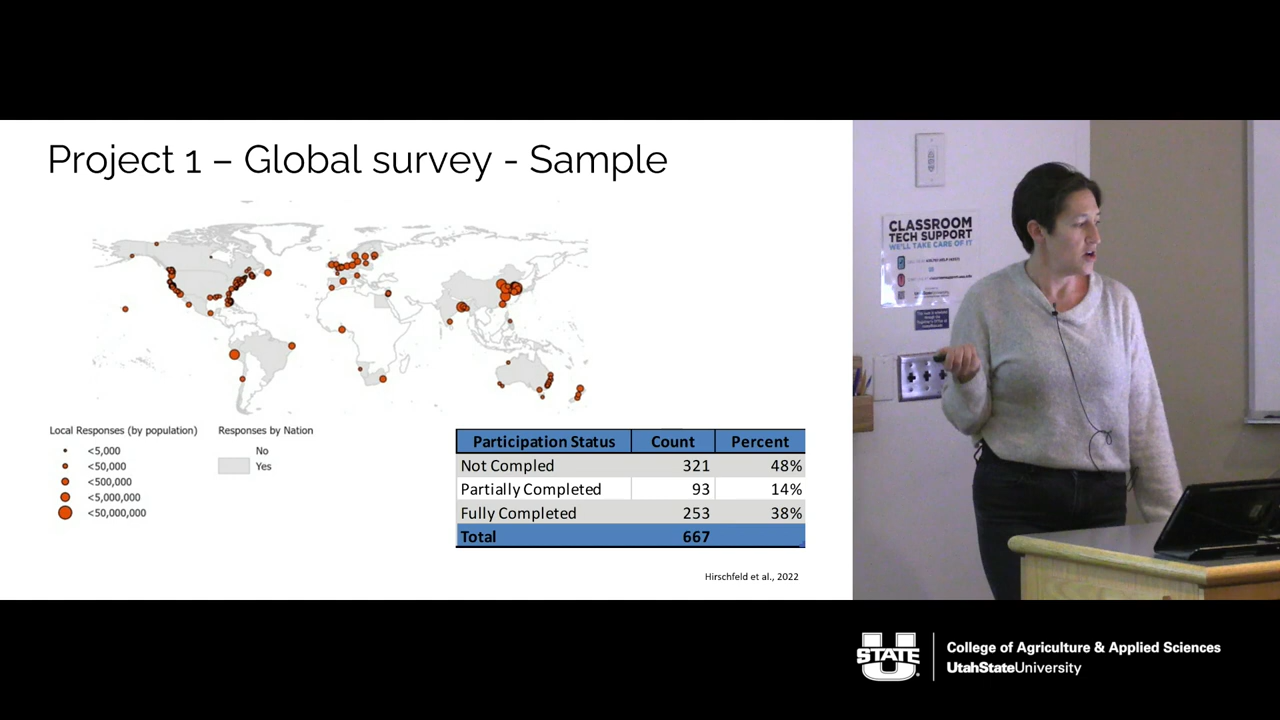 Project 1 – Global survey - Sample
Local Responses (by population)
<5,000
<50,000
<500,000
<5,000,000
<50,000,000
Responses by Nation
No
Yes
Participation Status Count Percent
Not Compled 321 48%
Partially Completed 93 14%
Fully Completed 253 38%
Total 667
Hirschfeld et al., 2022
CLASSROOM
TECH SUPPORT
WE'LL TAKE CARE OF IT
STATE
College of Agriculture & Applied Sciences
UtahStateUniversity